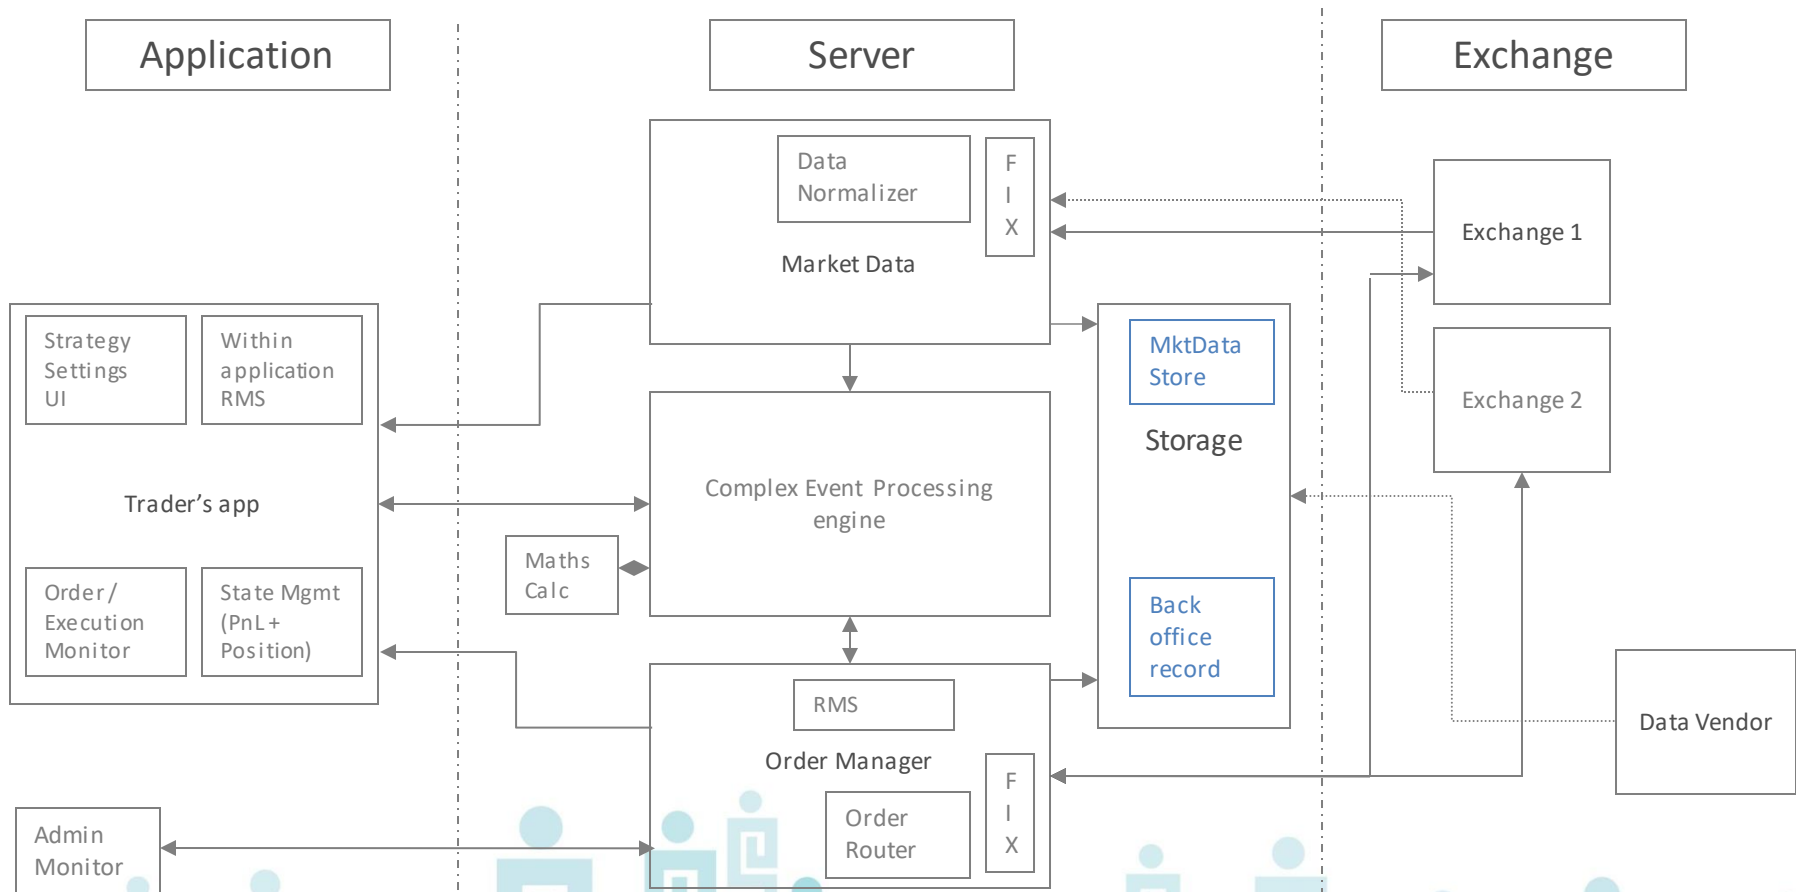 Application
Server
Exchange
Data
Normalizer
F
I
X
Market Data
Exchange 1
Strategy
Settings
UI
Within
application
RMS
Trader's app
Order /
Execution
Monitor
State Mgmt
(PnL +
Position)
MktData
Store
Storage
Back
office
record
Exchange 2
Complex Event Processing
engine
Maths
Calc
RMS
Order Manager
Order
Router
F
I
X
Data Vendor
Admin
Monitor